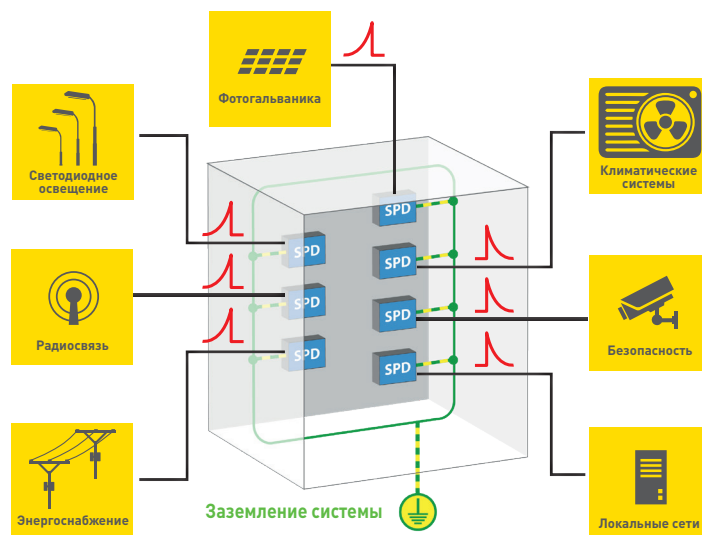 Фотогальваника
Светодиодное
освещение
Климатические
системы
SPD
SPD
SPD
SPD
SPD
SPD
SPD
Радиосвязь
Безопасность
Энергоснабжение
Заземление системы
Локальные сети